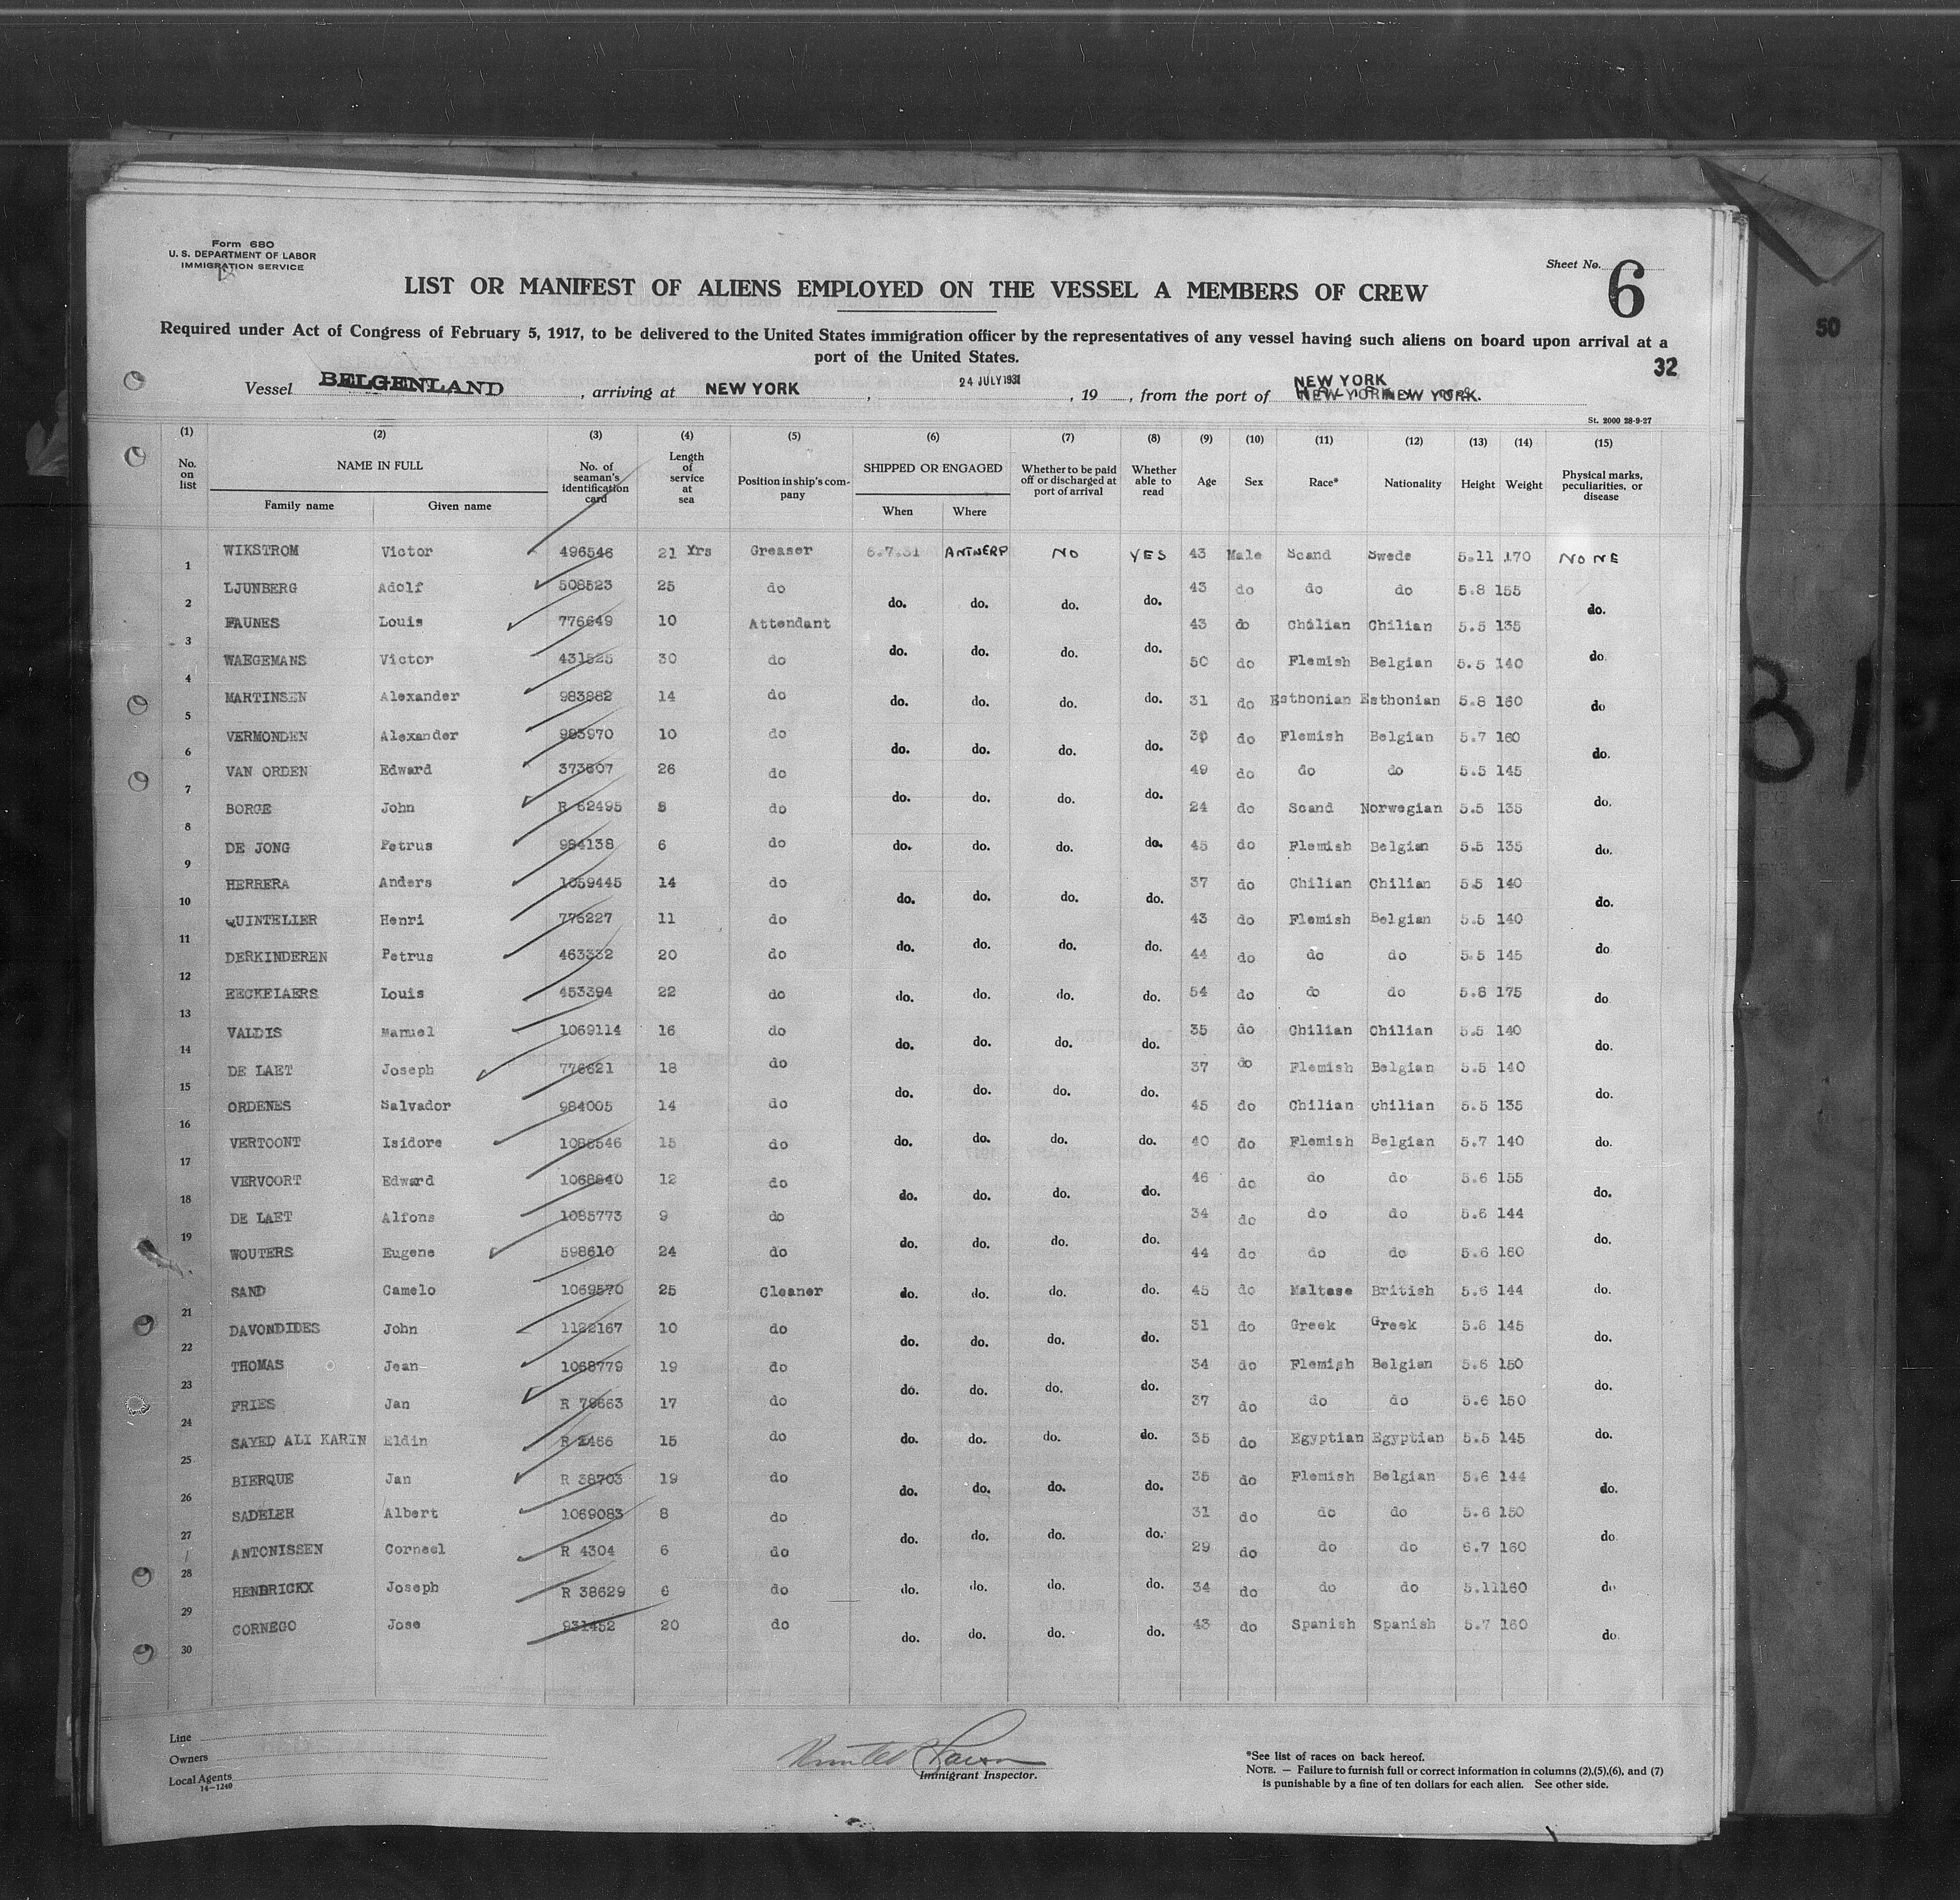 Form 680
U. S. DEPARTMENT OF LABOR
IMMIGRATION SERVICE
Sheet No. 6
LIST OR MANIFEST OF ALIENS EMPLOYED ON THE VESSEL A MEMBERS OF CREW
Required under Act of Congress of February 5, 1917, to be delivered to the United States immigration officer by the representatives of any vessel having such aliens on board upon arrival at a
port of the United States.
32
50
Vessel BELGENLAND, arriving at NEW YORK, 24 JULY 1931, 19, from the port of NEW YORK
NEW YORK.
St. 2000 28-9-27
(1) (2) (3) (4) (5) (6) (7) (8) (9) (10) (11) (12) (13) (14) (15)
No. on list NAME IN FULL No. of seaman's identification card Length of service at sea Position in ship's company SHIPPED OR ENGAGED Whether to be paid off or discharged at port of arrival Whether able to read Age Sex Race* Nationality Height Weight Physical marks, peculiarities, or disease
Family name Given name When Where
1 WIKSTROM Victor 496546 21 Yrs Greaser 6.7.31 ANTWERP NO YES 43 Male Scand Swede 5.11 170 NONE
2 LJUNBERG Adolf 508523 25 do do. do. do. do. 43 do do do 5.8 155 do.
3 FAUNES Louis 776649 10 Attendant do. do. do. do. 43 do Chilian Chilian 5.5 135 do.
4 WAEGEMANS Victor 431525 30 do 50 do Flemish Belgian 5.5 140
5 MARTINSEN Alexander 983882 14 do do. do. do. do. 31 do Esthonian Esthonian 5.8 160 do
6 VERMONDEN Alexander 983970 10 do do. do. do. do. 30 do Flemish Belgian 5.7 160 do.
7 VAN ORDEN Edward 373807 26 do do. do. do. do. 49 do do do 5.5 145 do.
8 BORGE John R 62495 8 do 24 do Scand Norwegian 5.5 135
9 DE JONG Petrus 984138 6 do do. do. do. do. 45 do Flemish Belgian 5.5 135 do.
10 HERRERA Anders 1059445 14 do do. do. do. do. 37 do Chilian Chilian 5.5 140 do.
11 QUINTELIER Henri 776227 11 do do. do. do. do. 43 do Flemish Belgian 5.5 140 do
12 DERKINDEREN Petrus 463332 20 do 44 do do do 5.5 145
13 EECKELAERS Louis 453394 22 do do. do. do. do. 54 do do do 5.8 175 do
14 VALDIS Manuel 1069114 16 do do. do. do. do. 35 do Chilian Chilian 5.5 140 do.
15 DE LAET Joseph 776621 18 do do. do. do. do. 37 do Flemish Belgian 5.5 140 do.
16 ORDENES Salvador 984005 14 do 45 do Chilian Chilian 5.5 135
17 VERTOONT Isidore 1086546 15 do do. do. do. do. 40 do Flemish Belgian 5.7 140 do.
18 VERVOORT Edward 1068840 12 do do. do. do. do. 46 do do do 5.6 155 do.
19 DE LAET Alfons 1085773 9 do do. do. do. do. 34 do do do 5.6 144 do.
WOUTERS Eugene 598610 24 do 44 do do do 5.6 160
21 SAND Camelo 1069570 25 Cleaner do. do. do. do. 45 do Maltese British 5.6 144 do.
22 DAVONDIDES John 1122167 10 do do. do. do. do. 31 do Greek Greek 5.6 145 do.
23 THOMAS Jean 1068779 19 do do. do. do. do. 34 do Flemish Belgian 5.6 150 do.
24 FRIES Jan R 79663 17 do 37 do do do 5.6 150
25 SAYED ALI KARIN Eldin R 2466 15 do do. do. do. do. 35 do Egyptian Egyptian 5.5 145 do.
26 BIERQUE Jan R 38703 19 do do. do. do. do. 35 do Flemish Belgian 5.6 144 do.
27 SADELER Albert 1069083 8 do do. do. do. do. 31 do do do 5.6 150 do.
28 ANTONISSEN Corneel R 4304 6 do 29 do do do 6.7 160
29 HENDRICKX Joseph R 38629 6 do do. do. do. do. 34 do do do 5.11 160 do
30 CORNEGO Jose 931452 20 do do. do. do. do. 43 do Spanish Spanish 5.7 160 do.
Line
Owners
Local Agents
14-1240
Immigrant Inspector.
*See list of races on back hereof.
NOTE. — Failure to furnish full or correct information in columns (2),(5),(6), and (7)
is punishable by a fine of ten dollars for each alien. See other side.